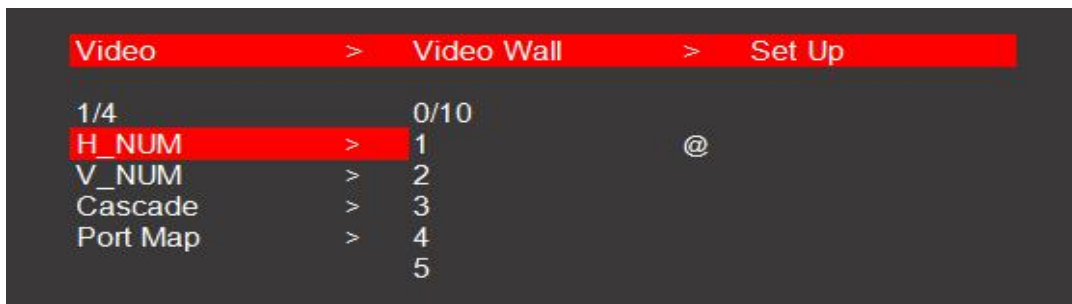 Video > Video Wall > Set Up
1/4 0/10
H_NUM > 1 @
V_NUM > 2
Cascade > 3
Port Map > 4
5